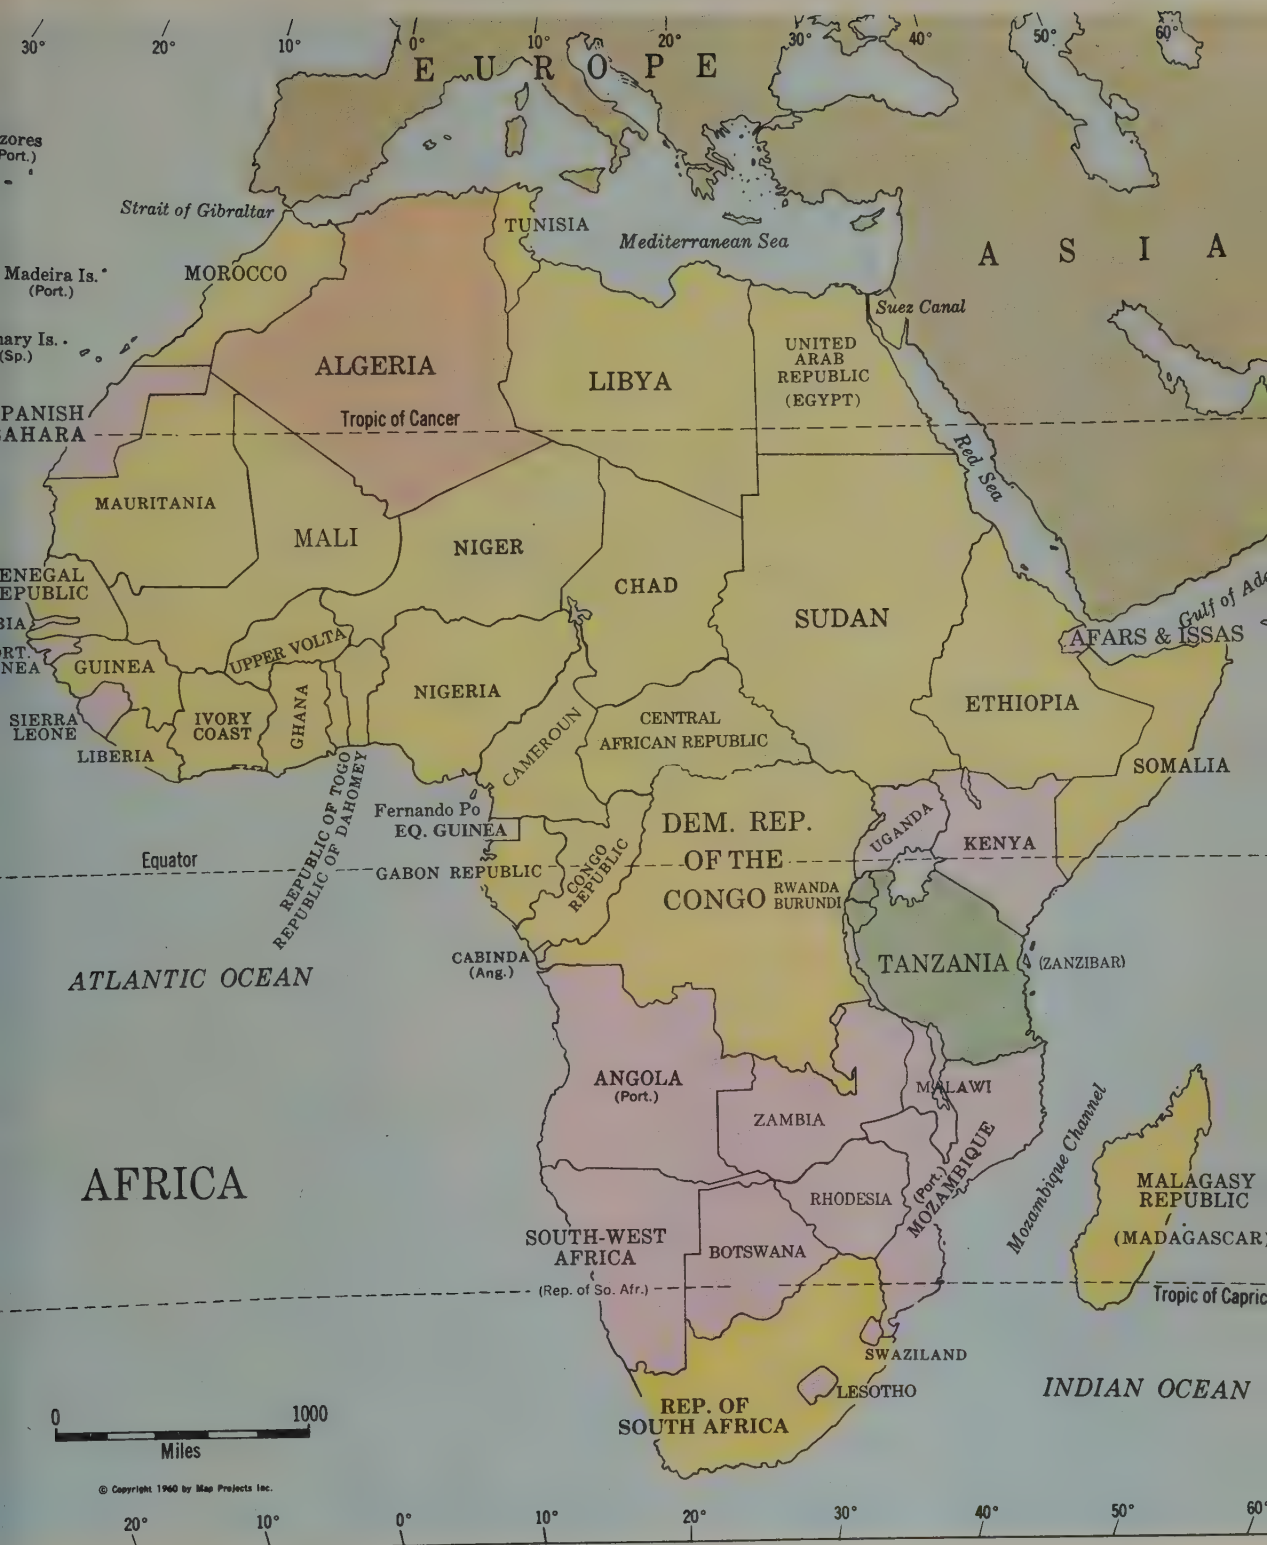 30°
20°
10°
0°
10°
20°
30°
40°
50°
60°
EUROPE
zores
Port.)
Strait of Gibraltar
TUNISIA
Mediterranean Sea
ASIA
Madeira Is.
(Port.)
MOROCCO
Suez Canal
nary Is.
(Sp.)
ALGERIA
LIBYA
UNITED
ARAB
REPUBLIC
(EGYPT)
PANISH
AHARA
Tropic of Cancer
Red Sea
MAURITANIA
MALI
NIGER
CHAD
SUDAN
ENEGAL
EPUBLIC
BIA
ORT.
NEA
Gulf of Ade
AFARS & ISSAS
GUINEA
UPPER VOLTA
NIGERIA
ETHIOPIA
SIERRA
LEONE
IVORY
COAST
GHANA
CAMEROUN
CENTRAL
AFRICAN REPUBLIC
LIBERIA
SOMALIA
REPUBLIC OF TOGO
REPUBLIC OF DAHOMEY
Fernando Po
EQ. GUINEA
DEM. REP.
OF THE
CONGO
UGANDA
KENYA
Equator
GABON REPUBLIC
CONGO
REPUBLIC
RWANDA
BURUNDI
CABINDA
(Ang.)
TANZANIA
(ZANZIBAR)
ATLANTIC OCEAN
ANGOLA
(Port.)
ZAMBIA
MALAWI
Mozambique Channel
AFRICA
RHODESIA
(Port.)
MOZAMBIQUE
MALAGASY
REPUBLIC
(MADAGASCAR)
SOUTH-WEST
AFRICA
(Rep. of So. Afr.)
BOTSWANA
Tropic of Capric
SWAZILAND
LESOTHO
INDIAN OCEAN
REP. OF
SOUTH AFRICA
0
1000
Miles
© Copyright 1960 by Map Projects Inc.
20°
10°
0°
10°
20°
30°
40°
50°
60°